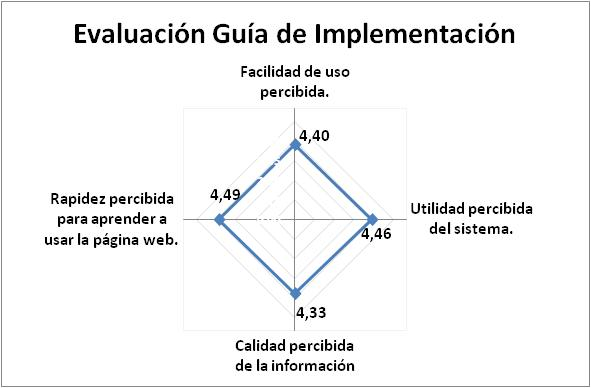 Evaluación Guía de Implementación
Facilidad de uso
percibida.
4,40
Rapidez percibida
para aprender a
usar la página web.
4,49
Utilidad percibida
del sistema.
4,46
4,33
Calidad percibida
de la información